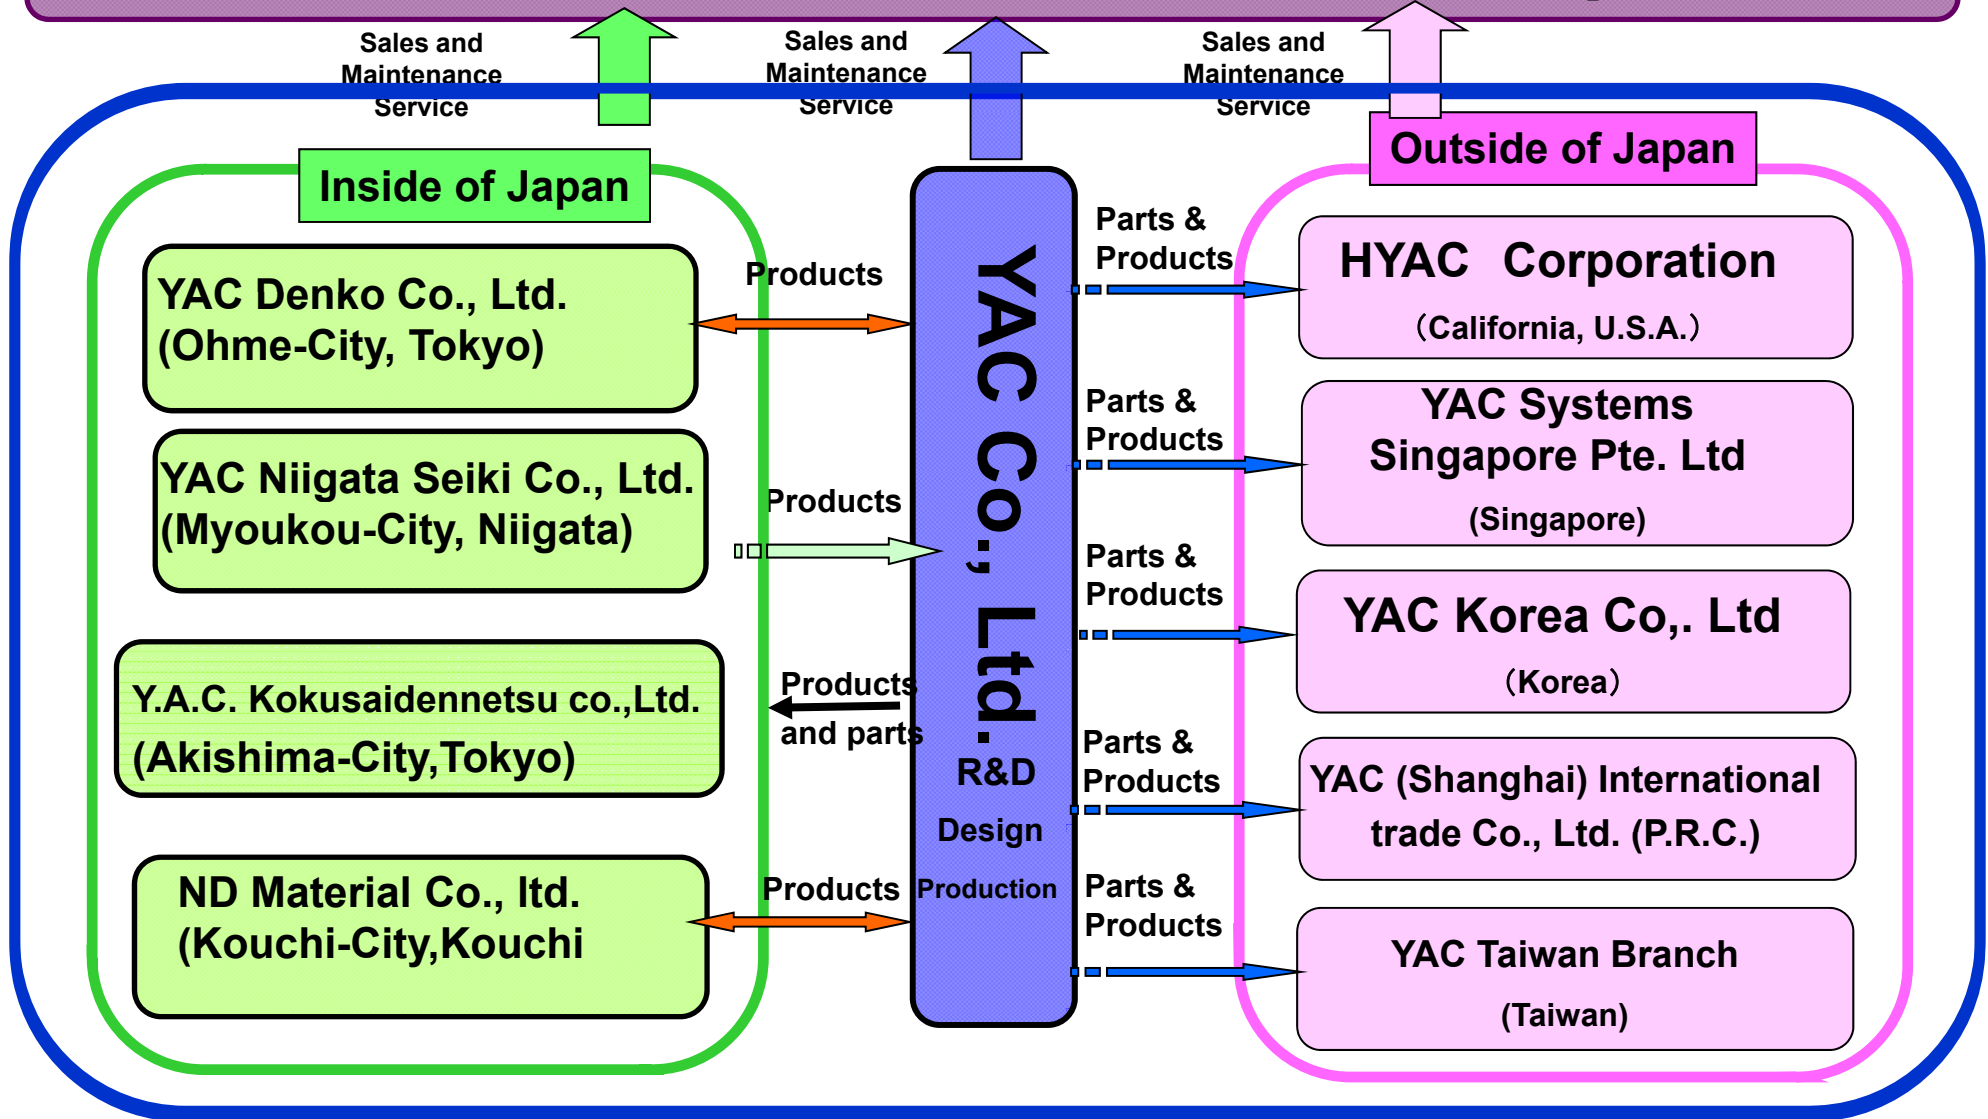 Sales and
Maintenance
Service
Sales and
Maintenance
Service
Sales and
Maintenance
Service
Inside of Japan
Outside of Japan
YAC Denko Co., Ltd.
(Ohme-City, Tokyo)
YAC Niigata Seiki Co., Ltd.
(Myoukou-City, Niigata)
Y.A.C. Kokusaidennetsu co.,Ltd.
(Akishima-City,Tokyo)
ND Material Co., ltd.
(Kouchi-City,Kouchi
Products
Products
Products
and parts
Products
YAC Co., Ltd.
R&D
Design
Production
Parts &
Products
Parts &
Products
Parts &
Products
Parts &
Products
Parts &
Products
HYAC Corporation
（California, U.S.A.）
YAC Systems
Singapore Pte. Ltd
(Singapore)
YAC Korea Co,. Ltd
（Korea）
YAC (Shanghai) International
trade Co., Ltd. (P.R.C.)
YAC Taiwan Branch
(Taiwan)